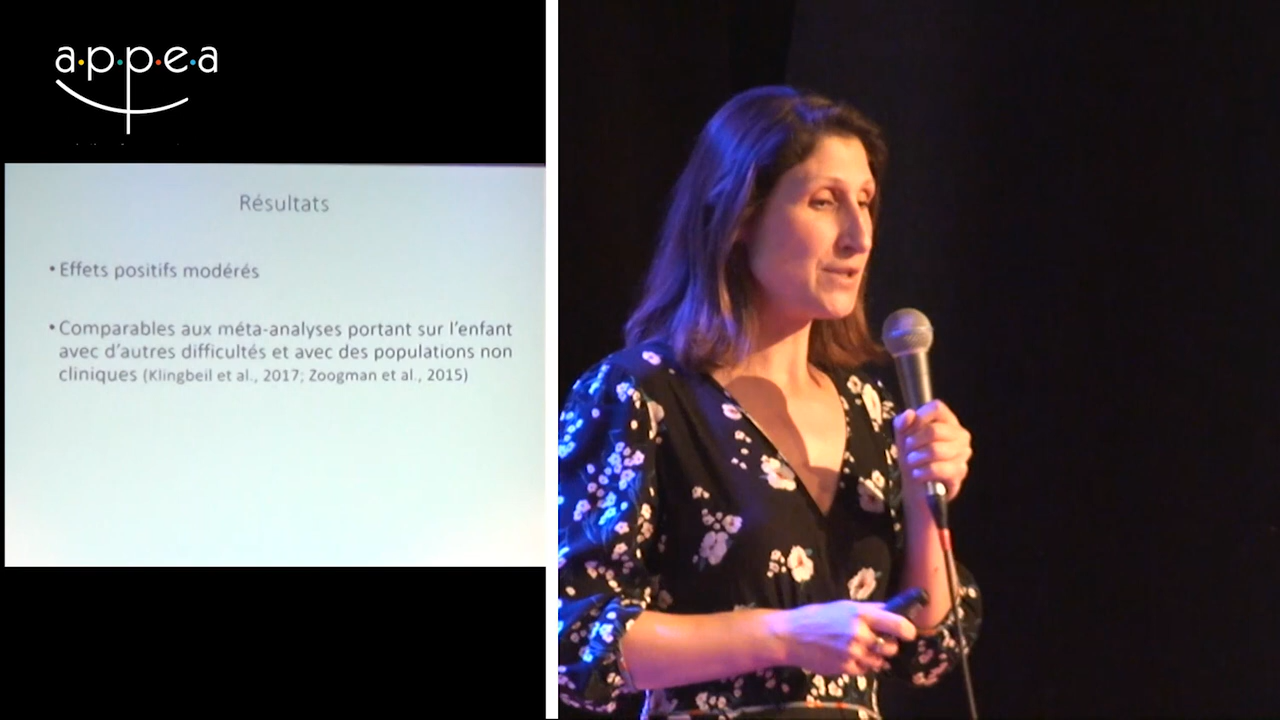 a·p·p·e·a
Résultats
• Effets positifs modérés
• Comparables aux méta-analyses portant sur l'enfant
avec d'autres difficultés et avec des populations non
cliniques (Klingbeil et al., 2017; Zoogman et al., 2015)